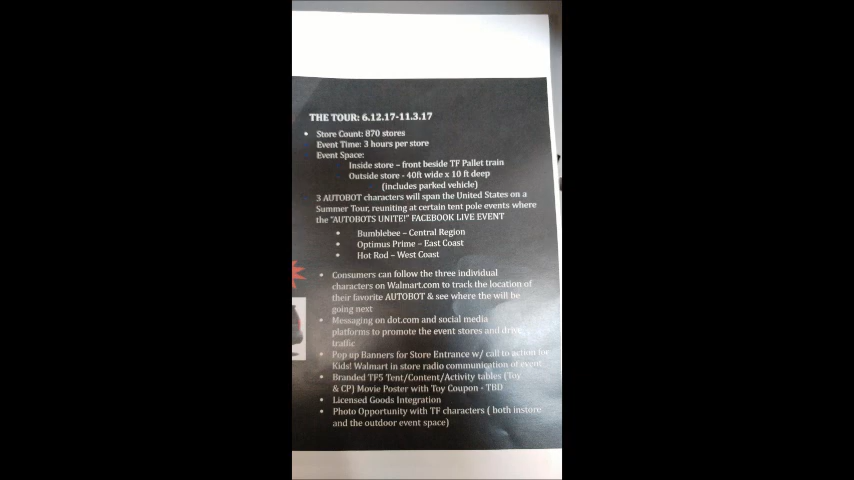 THE TOUR: 6.12.17-11.3.17
• Store Count: 870 stores
Event Time: 3 hours per store
Event Space:
Inside store – front beside TF Pallet train
Outside store - 40ft wide x 10 ft deep
(includes parked vehicle)
3 AUTOBOT characters will span the United States on a
Summer Tour, reuniting at certain tent pole events where
the "AUTOBOTS UNITE!" FACEBOOK LIVE EVENT
• Bumblebee – Central Region
• Optimus Prime – East Coast
• Hot Rod – West Coast
• Consumers can follow the three individual
characters on Walmart.com to track the location of
their favorite AUTOBOT & see where the will be
going next
• Messaging on dot.com and social media
platforms to promote the event stores and drive
traffic
• Pop up Banners for Store Entrance w/ call to action for
Kids! Walmart in store radio communication of event
• Branded TF5 Tent/Content/Activity tables (Toy
& CP) Movie Poster with Toy Coupon - TBD
• Licensed Goods Integration
• Photo Opportunity with TF characters ( both instore
and the outdoor event space)